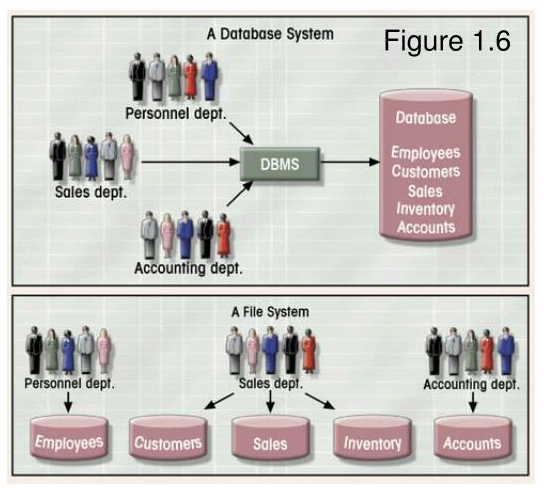 A Database System
Figure 1.6
Personnel dept.
Sales dept.
Accounting dept.
DBMS
Database
Employees
Customers
Sales
Inventory
Accounts
A File System
Personnel dept.
Sales dept.
Accounting dept.
Employees
Customers
Sales
Inventory
Accounts